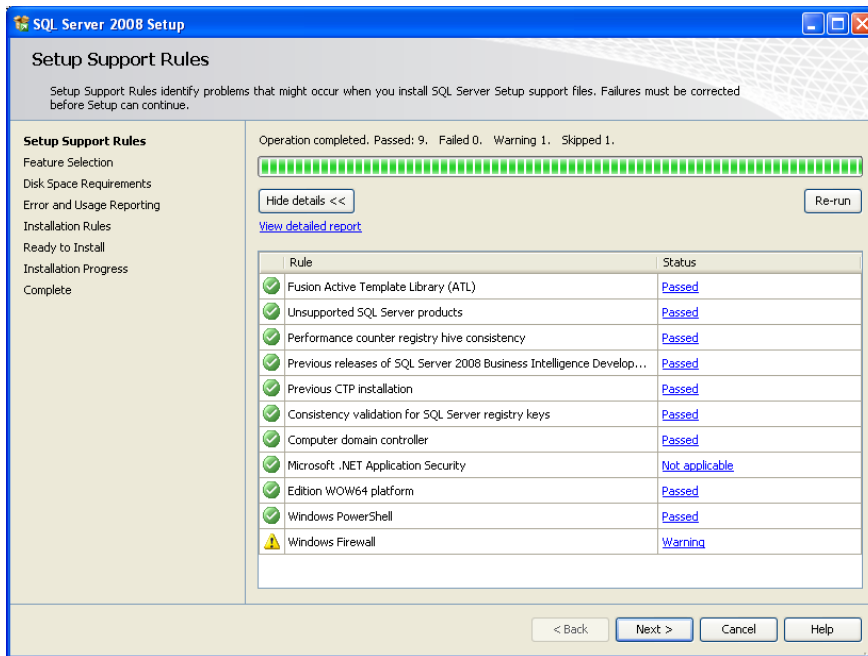 SQL Server 2008 Setup
Setup Support Rules
Setup Support Rules identify problems that might occur when you install SQL Server Setup support files. Failures must be corrected
before Setup can continue.
Setup Support Rules
Feature Selection
Disk Space Requirements
Error and Usage Reporting
Installation Rules
Ready to Install
Installation Progress
Complete
Operation completed. Passed: 9. Failed 0. Warning 1. Skipped 1.
Hide details <<
Re-run
View detailed report
Rule Status
Fusion Active Template Library (ATL) Passed
Unsupported SQL Server products Passed
Performance counter registry hive consistency Passed
Previous releases of SQL Server 2008 Business Intelligence Develop... Passed
Previous CTP installation Passed
Consistency validation for SQL Server registry keys Passed
Computer domain controller Passed
Microsoft .NET Application Security Not applicable
Edition WOW64 platform Passed
Windows PowerShell Passed
Windows Firewall Warning
< Back Next > Cancel Help